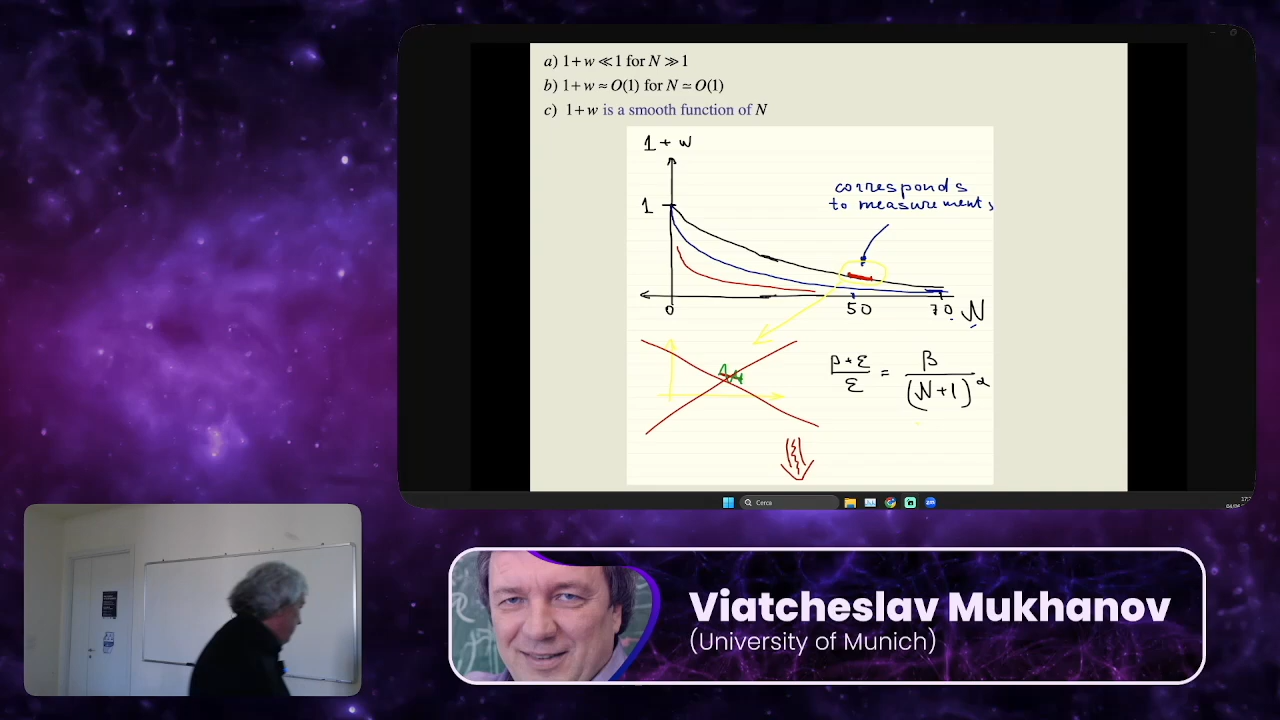 a) 1+w ≪ 1 for N ≫ 1
b) 1+w ≈ O(1) for N ≃ O(1)
c) 1+w is a smooth function of N
1 + w
corresponds
to measurements
1
0
50
70
N
p+ε
ε
=
β
(N+1)^α
Cerca
Viatcheslav Mukhanov
(University of Munich)